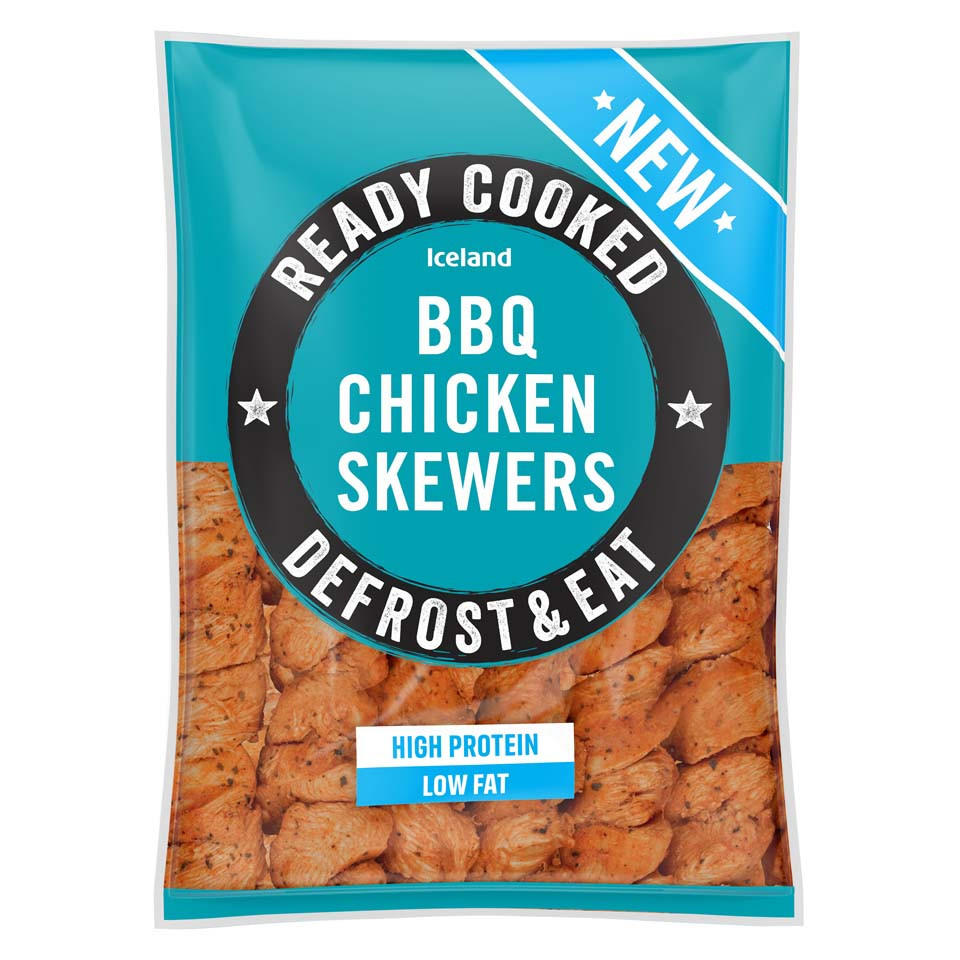 NEW
READY COOKED
Iceland
BBQ
CHICKEN
SKEWERS
DEFROST & EAT
HIGH PROTEIN
LOW FAT